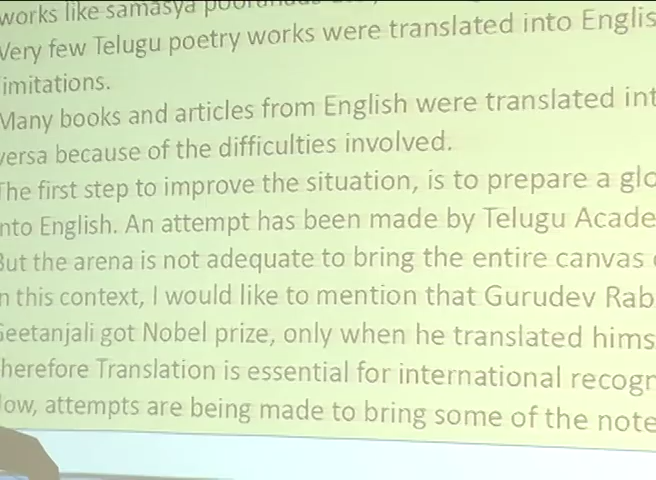 works like samasya
Very few Telugu poetry works were translated into Englis
imitations.
Many books and articles from English were translated int
versa because of the difficulties involved.
The first step to improve the situation, is to prepare a glo
nto English. An attempt has been made by Telugu Acade
But the arena is not adequate to bring the entire canvas
n this context, I would like to mention that Gurudev Rab
Geetanjali got Nobel prize, only when he translated hims
herefore Translation is essential for international recogn
Now, attempts are being made to bring some of the note